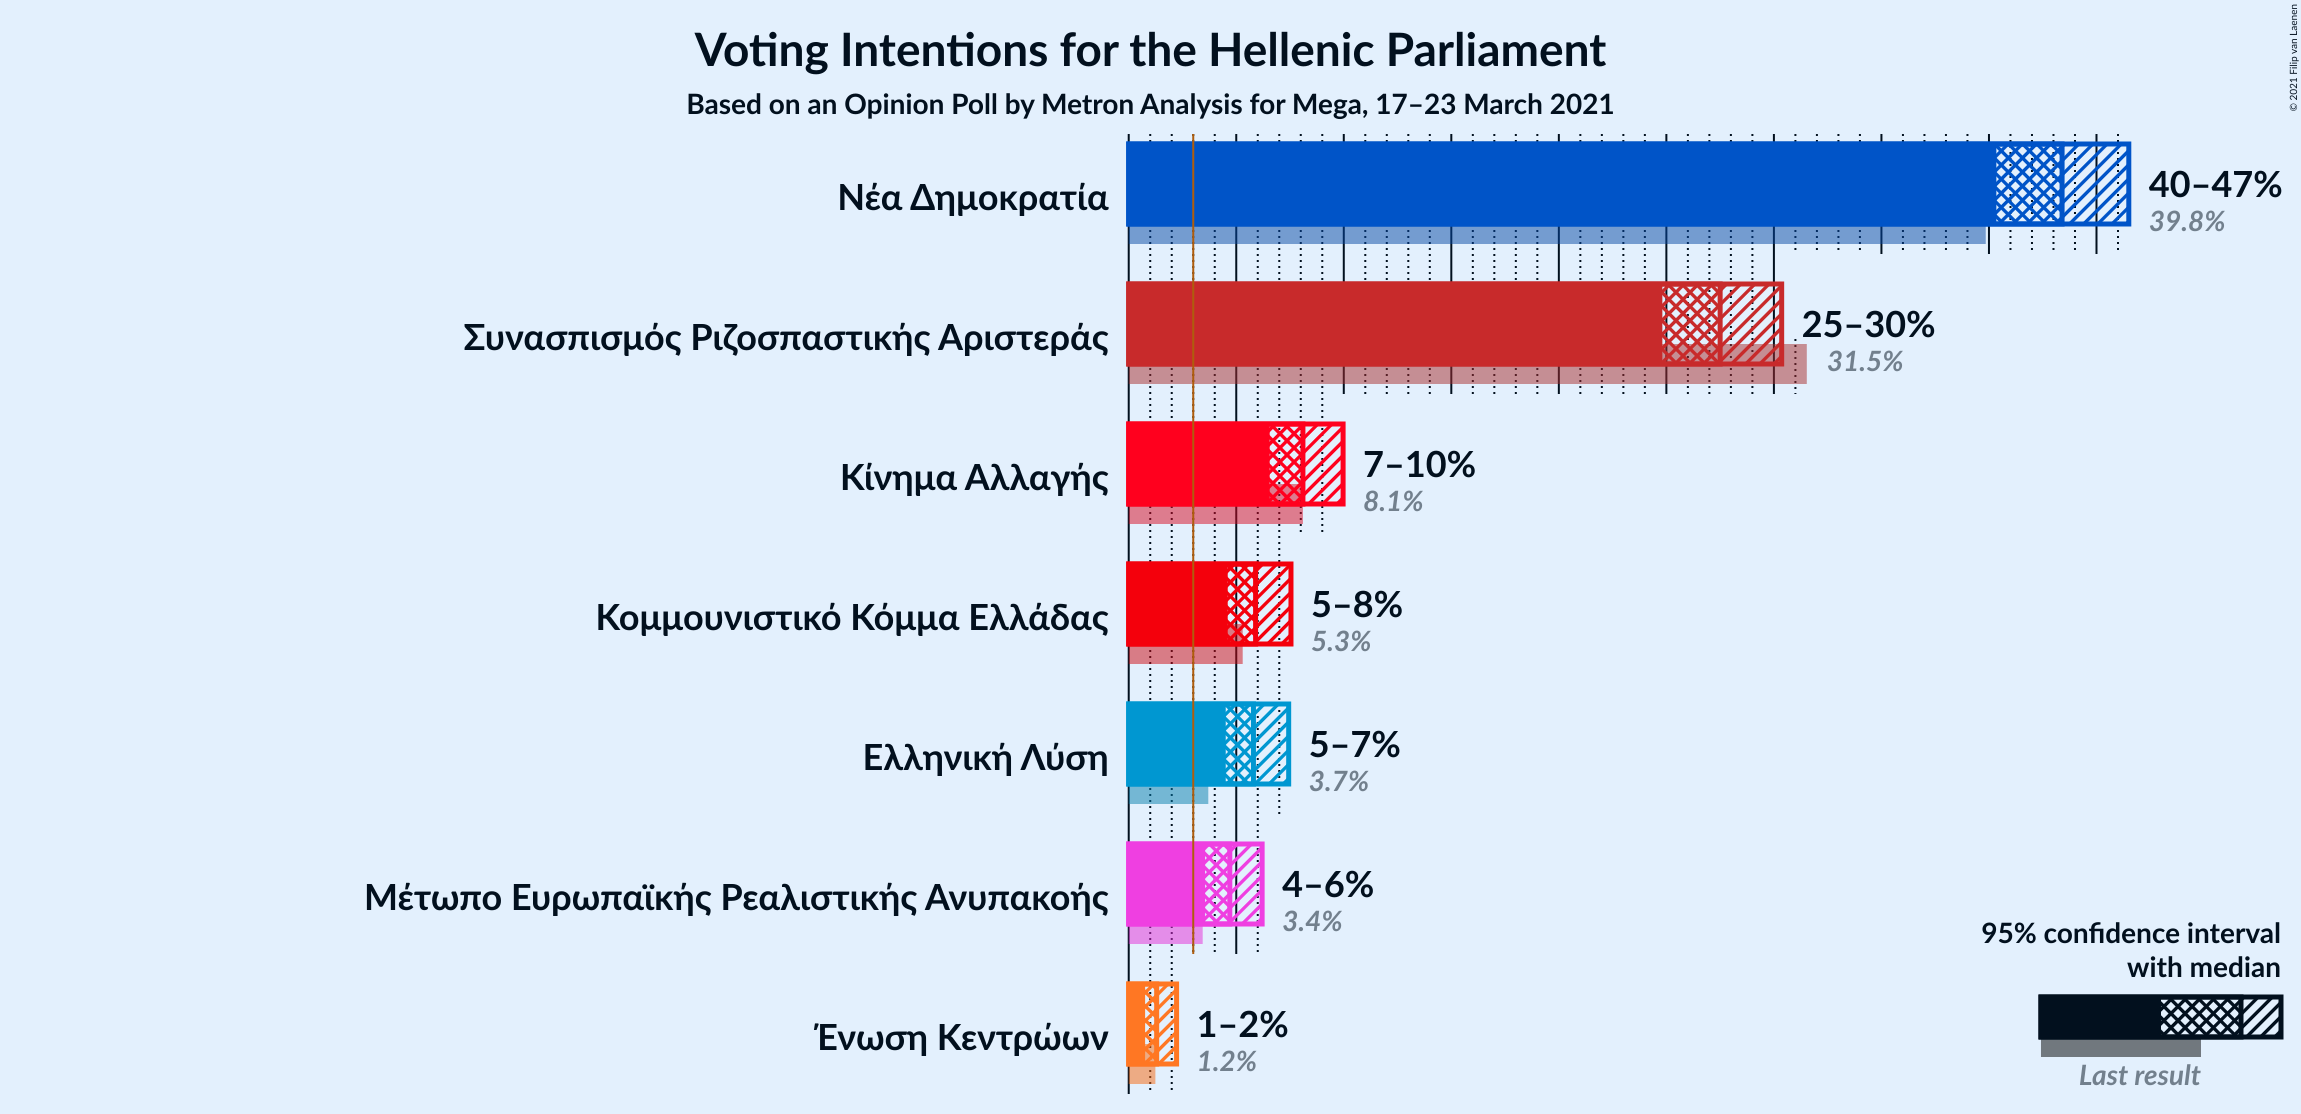 Voting Intentions for the Hellenic Parliament
Based on an Opinion Poll by Metron Analysis for Mega, 17–23 March 2021
© 2021 Filip van Laenen
Νέα Δημοκρατία
40–47%
39.8%
Συνασπισμός Ριζοσπαστικής Αριστεράς
25–30%
31.5%
Κίνημα Αλλαγής
7–10%
8.1%
Κομμουνιστικό Κόμμα Ελλάδας
5–8%
5.3%
Ελληνική Λύση
5–7%
3.7%
Μέτωπο Ευρωπαϊκής Ρεαλιστικής Ανυπακοής
4–6%
3.4%
Ένωση Κεντρώων
1–2%
1.2%
95% confidence interval
with median
Last result